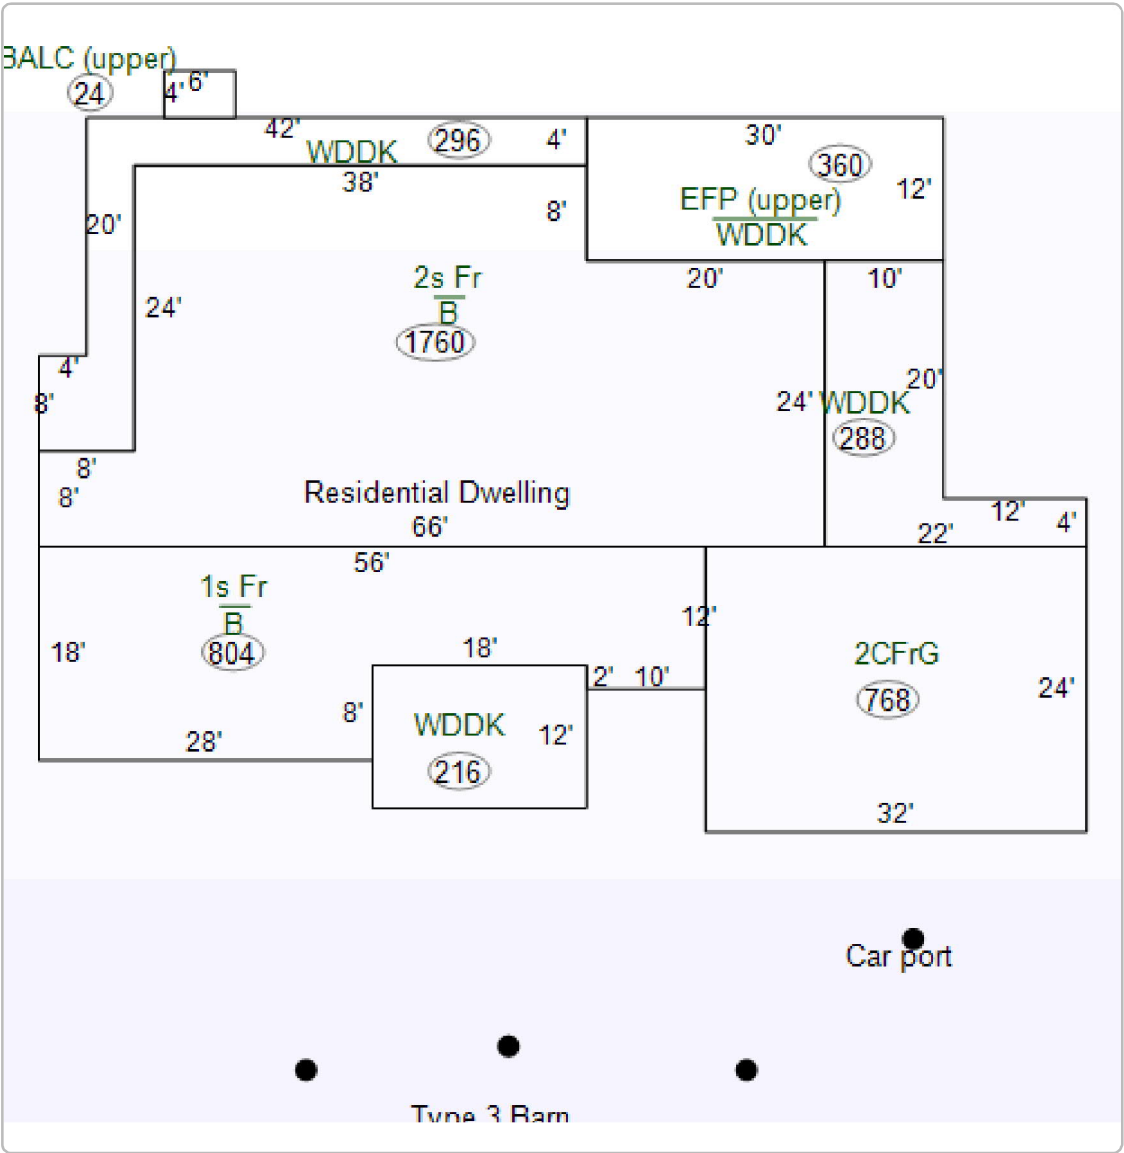 BALC (upper)
24
4'
6'
42'
WDDK
296
4'
30'
360
12'
38'
8'
EFP (upper)
WDDK
20'
20'
10'
2s Fr
B
1760
24'
4'
8'
24'
WDDK
20'
288
8'
8'
Residential Dwelling
66'
12'
4'
22'
56'
1s Fr
B
804
12'
18'
18'
2'
10'
2CFrG
768
24'
8'
WDDK
12'
216
28'
32'
Car port
Type 3 Barn